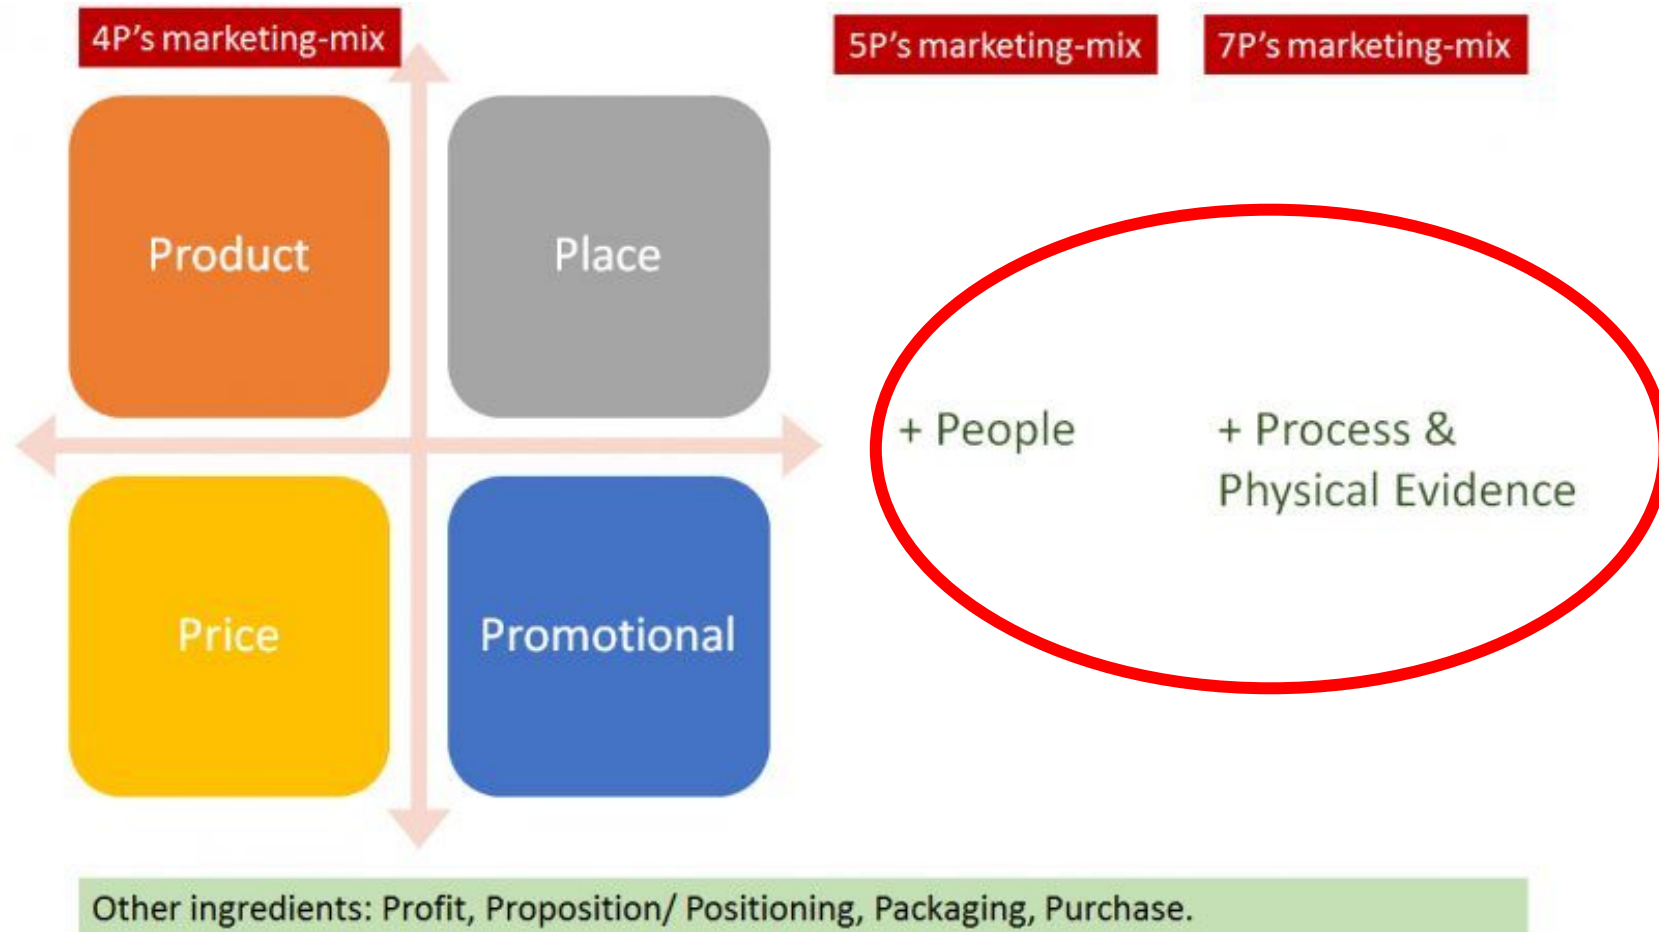 4P’s marketing-mix
5P’s marketing-mix
7P’s marketing-mix
Product
Place
Price
Promotional
+ People
+ Process &
Physical Evidence
Other ingredients: Profit, Proposition/ Positioning, Packaging, Purchase.